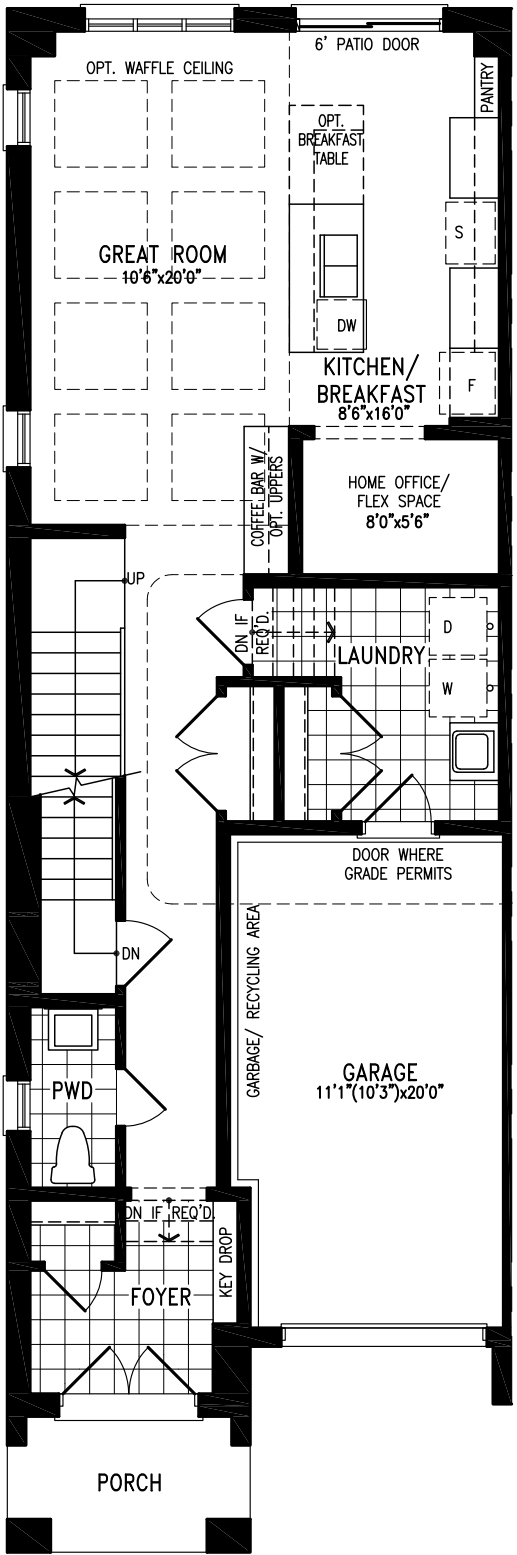 6' PATIO DOOR
OPT. WAFFLE CEILING
PANTRY
OPT.
BREAKFAST
TABLE
S
GREAT ROOM
10'6"x20'0"
DW
KITCHEN/
BREAKFAST
8'6"x16'0"
F
COFFEE BAR W/
OPT. UPPERS
HOME OFFICE/
FLEX SPACE
8'0"x5'6"
UP
DN IF
REQ'D.
D
LAUNDRY
W
DOOR WHERE
GRADE PERMITS
DN
GARBAGE/ RECYCLING AREA
PWD
GARAGE
11'1"(10'3")x20'0"
DN IF REQ'D.
KEY DROP
FOYER
PORCH